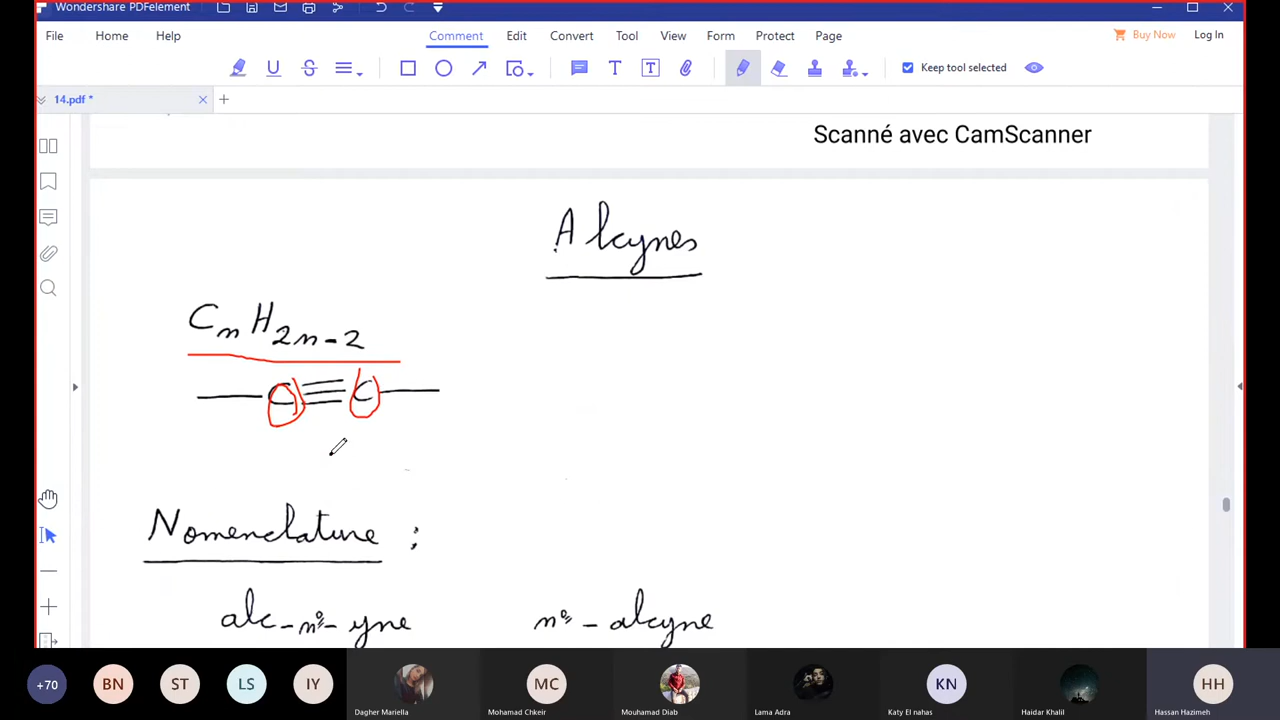 Wondershare PDFelement
File Home Help Comment Edit Convert Tool View Form Protect Page Buy Now Log In
U S T T Keep tool selected
14.pdf *
Scanné avec CamScanner
Alcynes
CnH2n-2
C≡C
Nomenclature :
alc-n°-yne n°-alcyne
+70 BN ST LS IY MC KN HH
Dagher Mariella Mohamad Chkeir Mouhamad Diab Lama Adra Katy El nahas Haidar Khalil Hassan Hazimeh